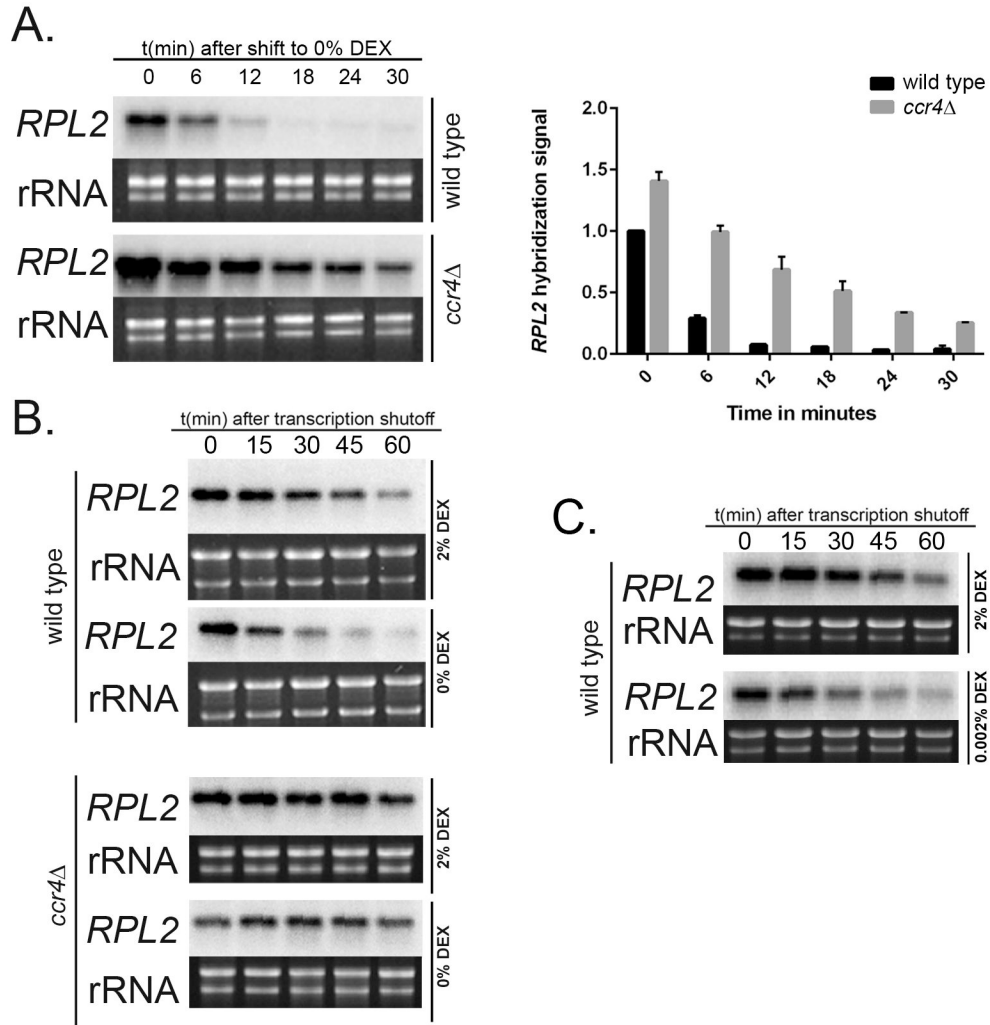 A.
t(min) after shift to 0% DEX
0 6 12 18 24 30
RPL2
rRNA
wild type
RPL2
rRNA
ccr4Δ
wild type
ccr4Δ
2.0
1.5
1.0
0.5
0.0
RPL2 hybridization signal
0 6 12 18 24 30
Time in minutes
B.
t(min) after transcription shutoff
0 15 30 45 60
wild type
RPL2
rRNA
2% DEX
RPL2
rRNA
0% DEX
ccr4Δ
RPL2
rRNA
2% DEX
RPL2
rRNA
0% DEX
C.
t(min) after transcription shutoff
0 15 30 45 60
wild type
RPL2
rRNA
2% DEX
RPL2
rRNA
0.002% DEX